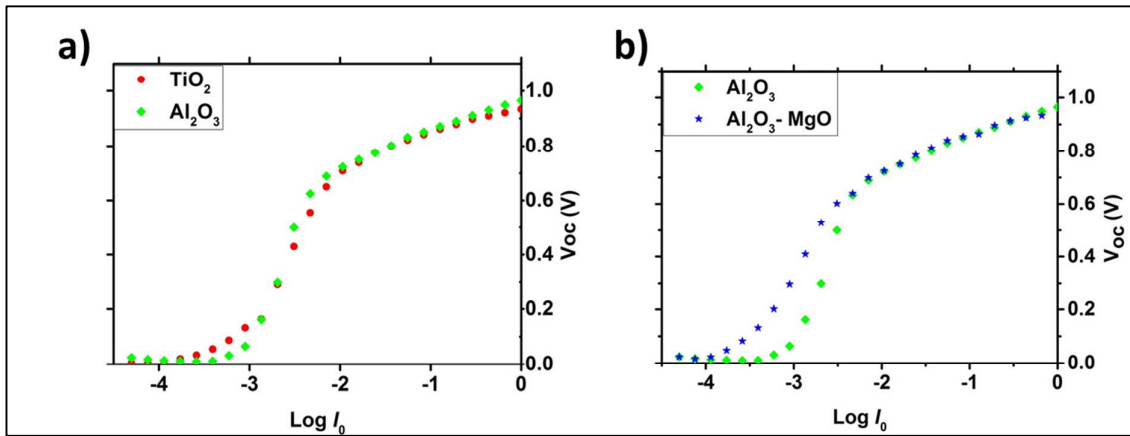 a)
TiO₂
Al₂O₃
1.0
0.8
0.6
0.4
0.2
0.0
Voc (V)
-4 -3 -2 -1 0
Log I₀
b)
Al₂O₃
Al₂O₃- MgO
1.0
0.8
0.6
0.4
0.2
0.0
Voc (V)
-4 -3 -2 -1 0
Log I₀